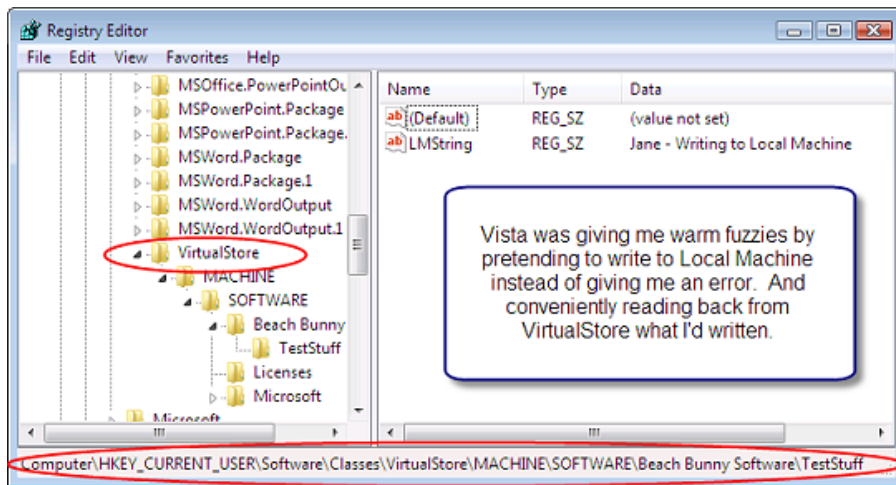 Registry Editor
File Edit View Favorites Help
MSOffice.PowerPointOu
MSPowerPoint.Package
MSPowerPoint.Package.
MSWord.Package
MSWord.Package.1
MSWord.WordOutput
MSWord.WordOutput.1
VirtualStore
MACHINE
SOFTWARE
Beach Bunny
TestStuff
Licenses
Microsoft
Microsoft
Name Type Data
ab (Default) REG_SZ (value not set)
ab LMString REG_SZ Jane - Writing to Local Machine
Vista was giving me warm fuzzies by
pretending to write to Local Machine
instead of giving me an error. And
conveniently reading back from
VirtualStore what I'd written.
Computer\HKEY_CURRENT_USER\Software\Classes\VirtualStore\MACHINE\SOFTWARE\Beach Bunny Software\TestStuff